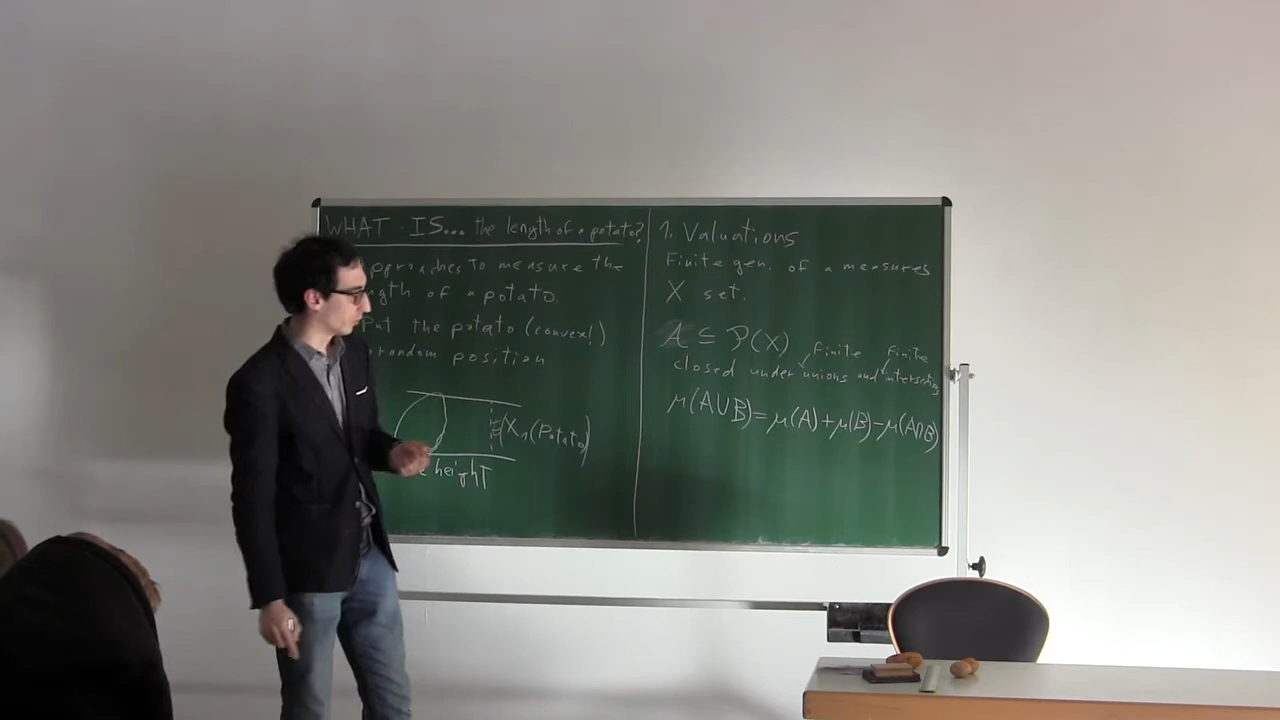 WHAT IS... the length of a potato?
pproaches to measure the
ngth of a potato.
Put the potato (convex!)
random position
X₁(Potato)
height
1. Valuations
Finite gen. of a measures
X set.
A ⊆ P(X)
Finite Finite
closed under unions and intersections
μ(A∪B)=μ(A)+μ(B)-μ(A∩B)